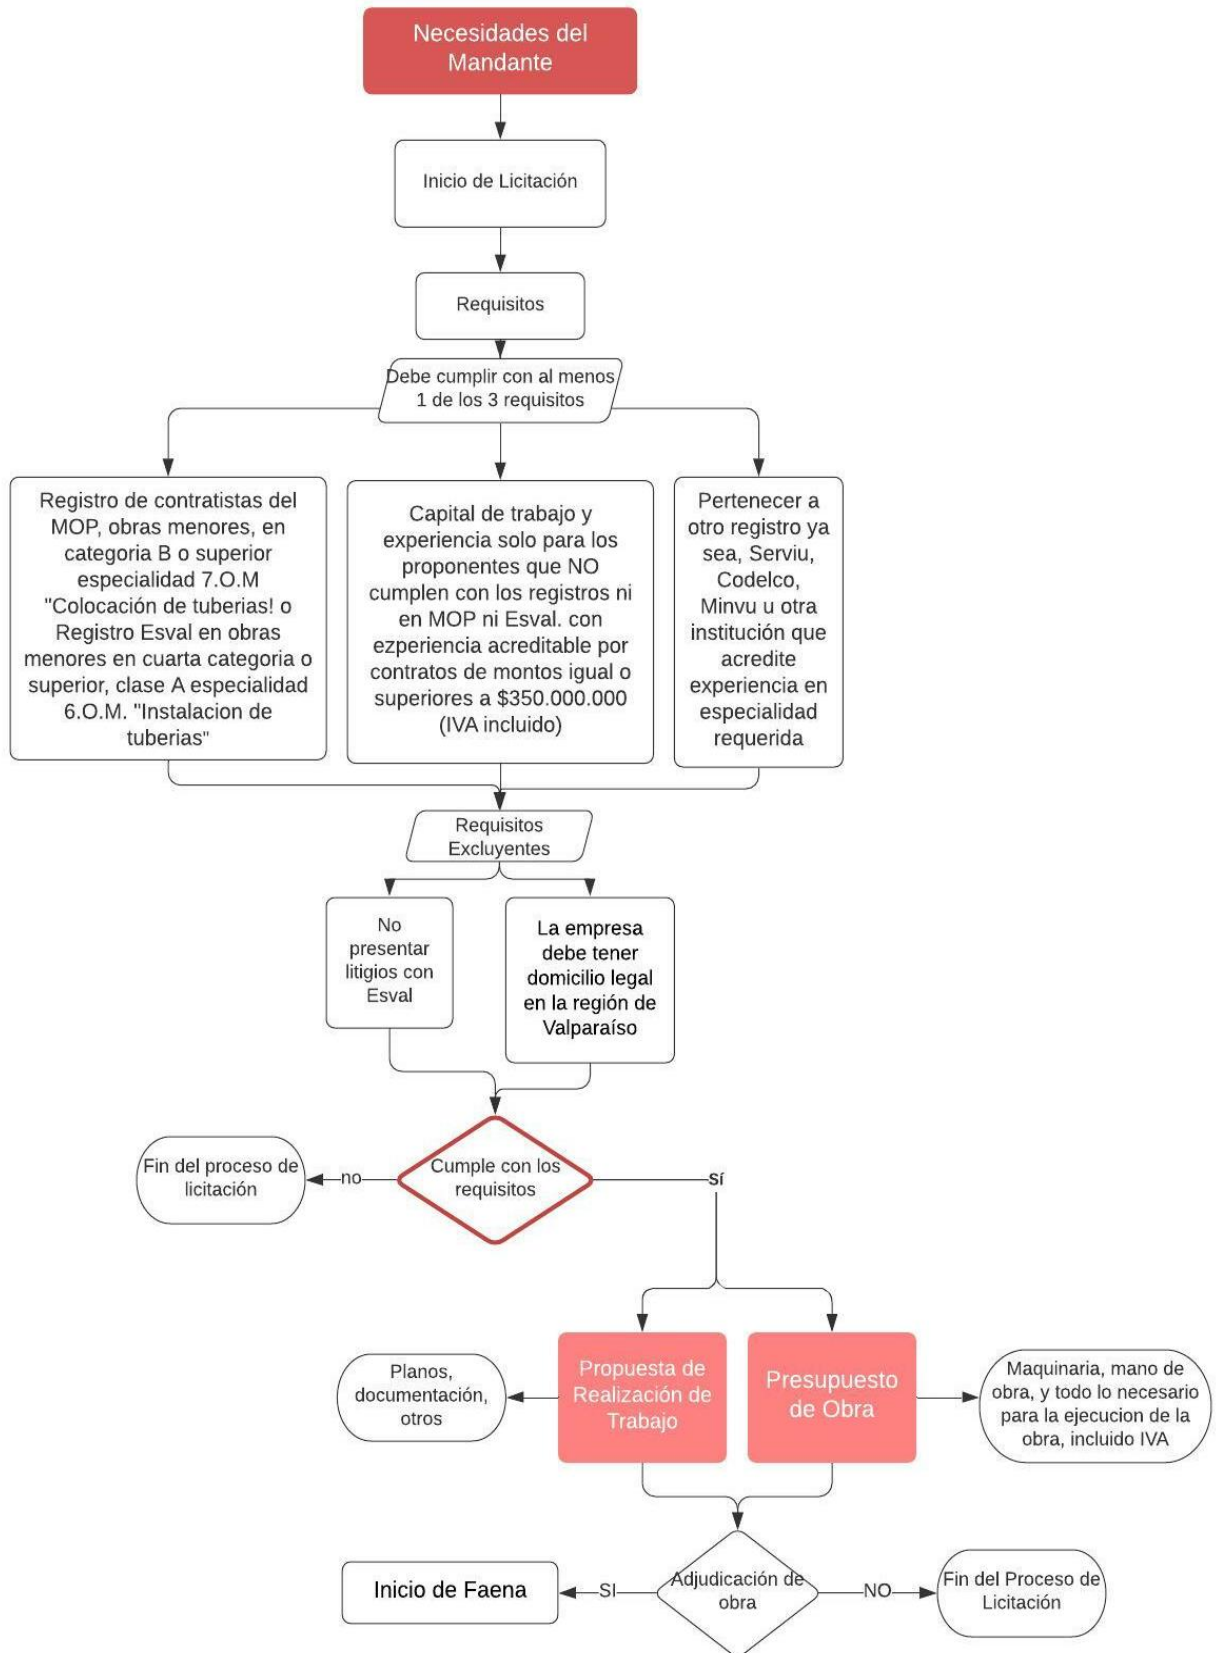 Necesidades del
Mandante
Inicio de Licitación
Requisitos
Debe cumplir con al menos
1 de los 3 requisitos
Registro de contratistas del
MOP, obras menores, en
categoria B o superior
especialidad 7.O.M
"Colocación de tuberias! o
Registro Esval en obras
menores en cuarta categoria o
superior, clase A especialidad
6.O.M. "Instalacion de
tuberias"
Capital de trabajo y
experiencia solo para los
proponentes que NO
cumplen con los registros ni
en MOP ni Esval. con
ezperiencia acreditable por
contratos de montos igual o
superiores a $350.000.000
(IVA incluido)
Pertenecer a
otro registro ya
sea, Serviu,
Codelco,
Minvu u otra
institución que
acredite
experiencia en
especialidad
requerida
Requisitos
Excluyentes
No
presentar
litigios con
Esval
La empresa
debe tener
domicilio legal
en la región de
Valparaíso
Fin del proceso de
licitación
no
Cumple con los
requisitos
Sí
Planos,
documentación,
otros
Propuesta de
Realización de
Trabajo
Presupuesto
de Obra
Maquinaria, mano de
obra, y todo lo necesario
para la ejecucion de la
obra, incluido IVA
Inicio de Faena
SI
Adjudicación de
obra
NO
Fin del Proceso de
Licitación